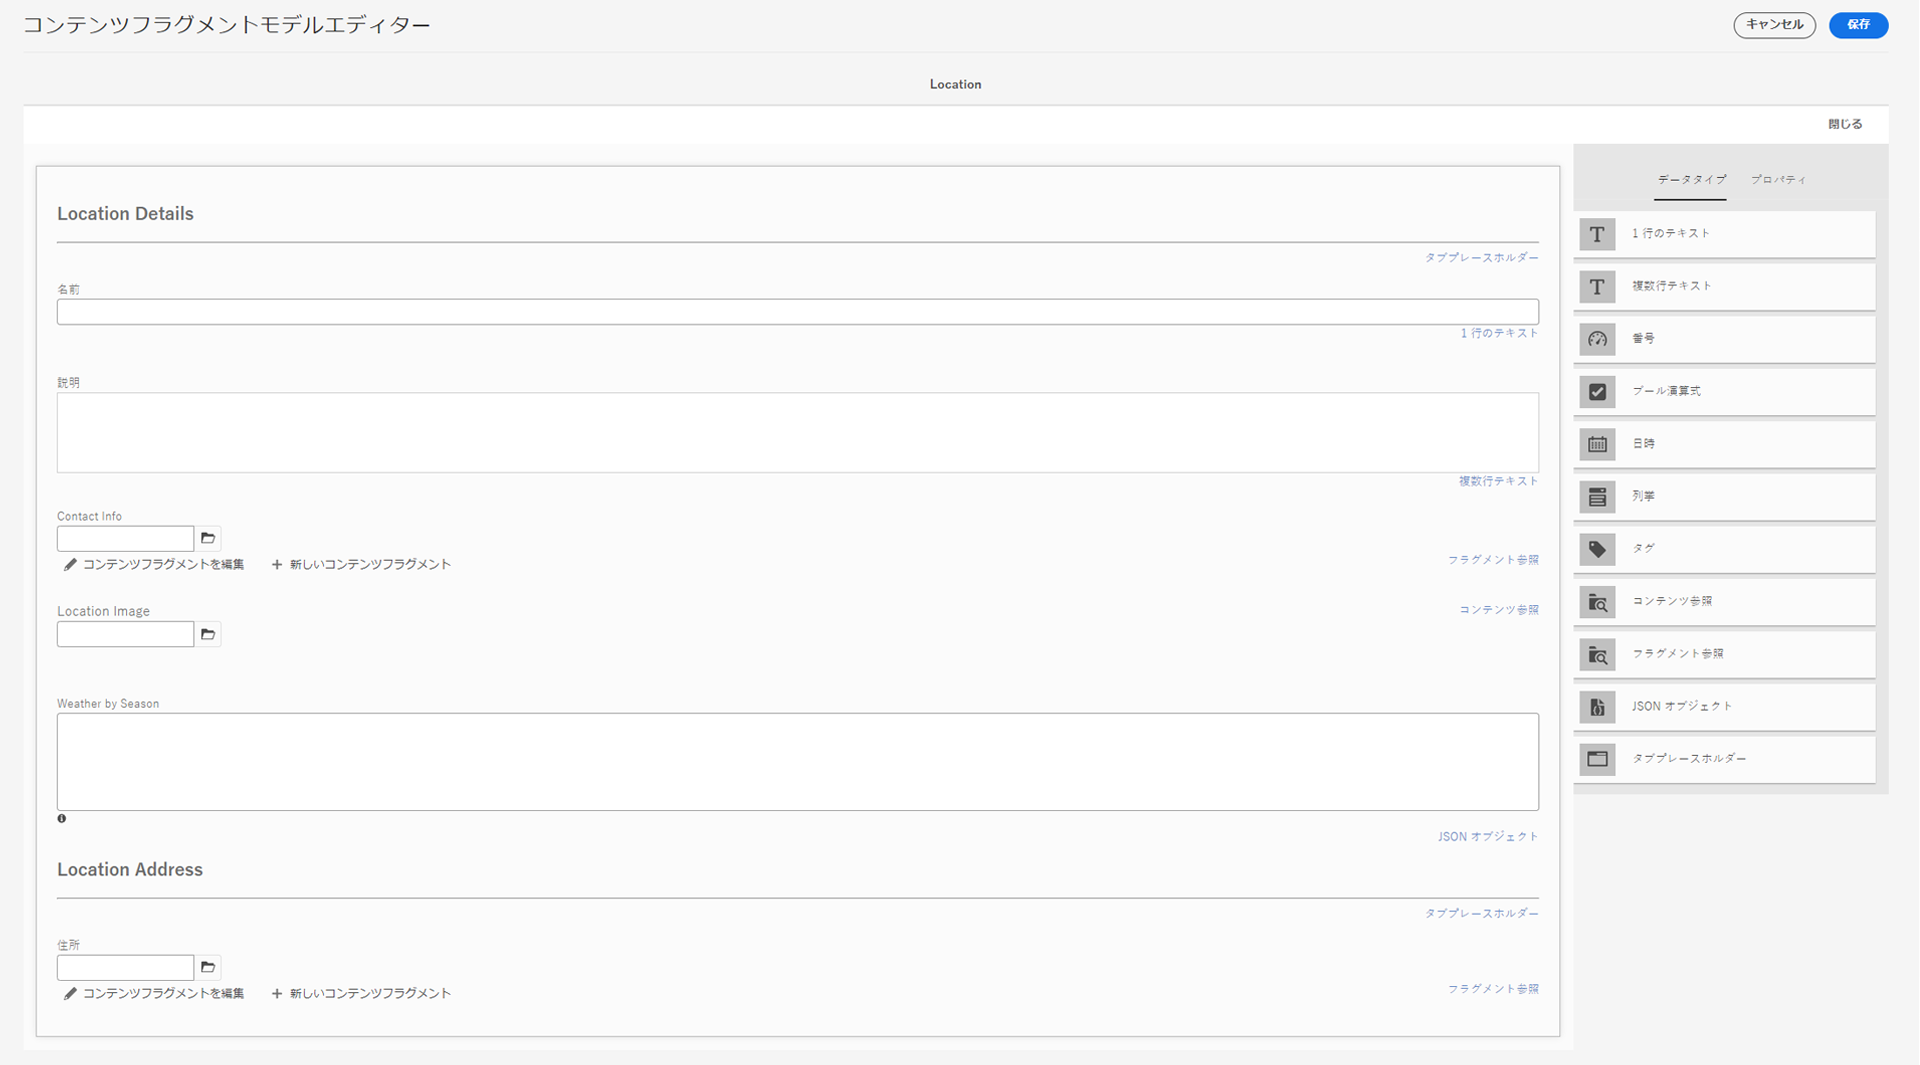 コンテンツフラグメントモデルエディター
キャンセル
保存
Location
閉じる
Location Details
タブプレースホルダー
名前
1 行のテキスト
説明
複数行テキスト
Contact Info
コンテンツフラグメントを編集
新しいコンテンツフラグメント
フラグメント参照
Location Image
コンテンツ参照
Weather by Season
JSON オブジェクト
Location Address
タブプレースホルダー
住所
コンテンツフラグメントを編集
新しいコンテンツフラグメント
フラグメント参照
データタイプ
プロパティ
1 行のテキスト
複数行テキスト
番号
ブール演算式
日時
列挙
タグ
コンテンツ参照
フラグメント参照
JSON オブジェクト
タブプレースホルダー